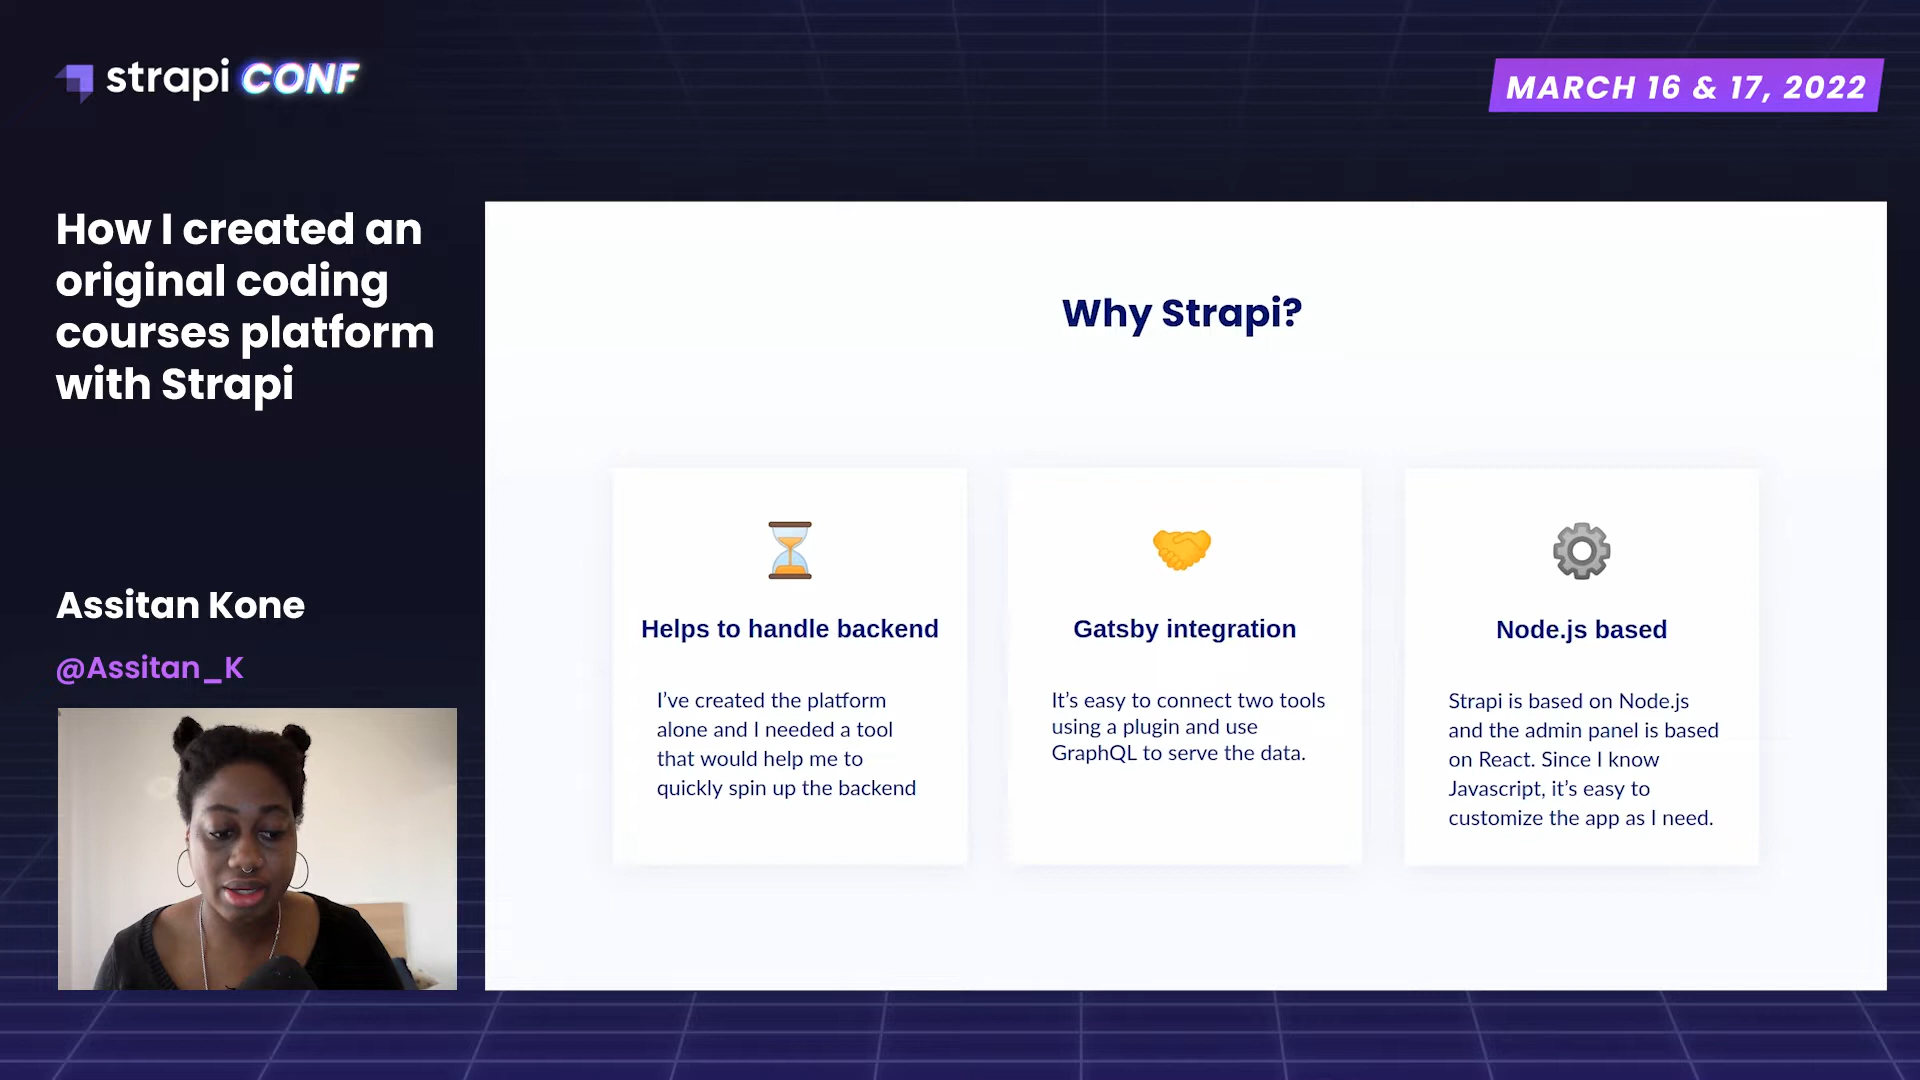 strapi CONF
MARCH 16 & 17, 2022
How I created an
original coding
courses platform
with Strapi
Assitan Kone
@Assitan_K
Why Strapi?
Helps to handle backend
I’ve created the platform
alone and I needed a tool
that would help me to
quickly spin up the backend
Gatsby integration
It’s easy to connect two tools
using a plugin and use
GraphQL to serve the data.
Node.js based
Strapi is based on Node.js
and the admin panel is based
on React. Since I know
Javascript, it’s easy to
customize the app as I need.